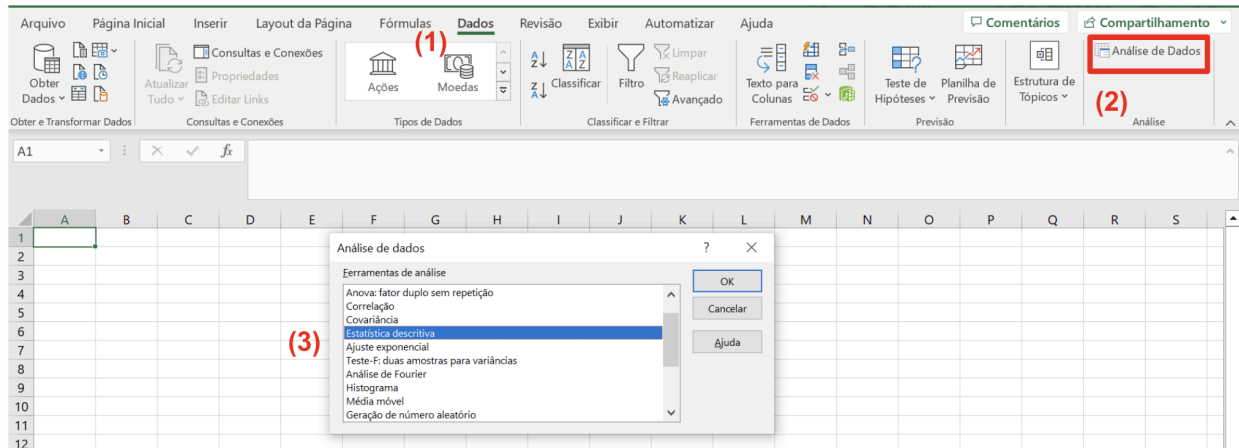 Arquivo Página Inicial Inserir Layout da Página Fórmulas Dados Revisão Exibir Automatizar Ajuda Comentários Compartilhamento
(1)
Obter Dados
Atualizar Tudo
Consultas e Conexões
Propriedades
Editar Links
Ações
Moedas
Classificar
Filtro
Limpar
Reaplicar
Avançado
Texto para Colunas
Teste de Hipóteses
Planilha de Previsão
Estrutura de Tópicos
Análise de Dados
(2)
Obter e Transformar Dados Consultas e Conexões Tipos de Dados Classificar e Filtrar Ferramentas de Dados Previsão Análise
A1 fx
A B C D E F G H I J K L M N O P Q R S
1
2
3
4
5
6
7
8
9
10
11
12
Análise de dados ?
Ferramentas de análise
Anova: fator duplo sem repetição
Correlação
Covariância
Estatística descritiva
(3)
Ajuste exponencial
Teste-F: duas amostras para variâncias
Análise de Fourier
Histograma
Média móvel
Geração de número aleatório
OK
Cancelar
Ajuda